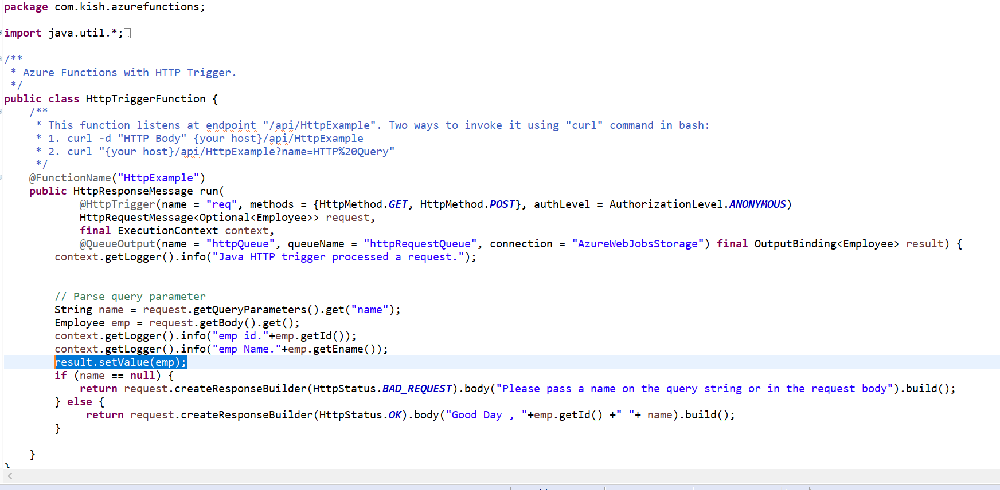 package com.kish.azurefunctions;
import java.util.*;
/**
 * Azure Functions with HTTP Trigger.
 */
public class HttpTriggerFunction {
    /**
     * This function listens at endpoint "/api/HttpExample". Two ways to invoke it using "curl" command in bash:
     * 1. curl -d "HTTP Body" {your host}/api/HttpExample
     * 2. curl "{your host}/api/HttpExample?name=HTTP%20Query"
     */
    @FunctionName("HttpExample")
    public HttpResponseMessage run(
            @HttpTrigger(name = "req", methods = {HttpMethod.GET, HttpMethod.POST}, authLevel = AuthorizationLevel.ANONYMOUS)
            HttpRequestMessage<Optional<Employee>> request,
            final ExecutionContext context,
            @QueueOutput(name = "httpQueue", queueName = "httpRequestQueue", connection = "AzureWebJobsStorage") final OutputBinding<Employee> result) {
        context.getLogger().info("Java HTTP trigger processed a request.");
        // Parse query parameter
        String name = request.getQueryParameters().get("name");
        Employee emp = request.getBody().get();
        context.getLogger().info("emp id."+emp.getId());
        context.getLogger().info("emp Name."+emp.getEname());
        result.setValue(emp);
        if (name == null) {
            return request.createResponseBuilder(HttpStatus.BAD_REQUEST).body("Please pass a name on the query string or in the request body").build();
        } else {
             return request.createResponseBuilder(HttpStatus.OK).body("Good Day , "+emp.getId() +" "+ name).build();
        }
    }
}